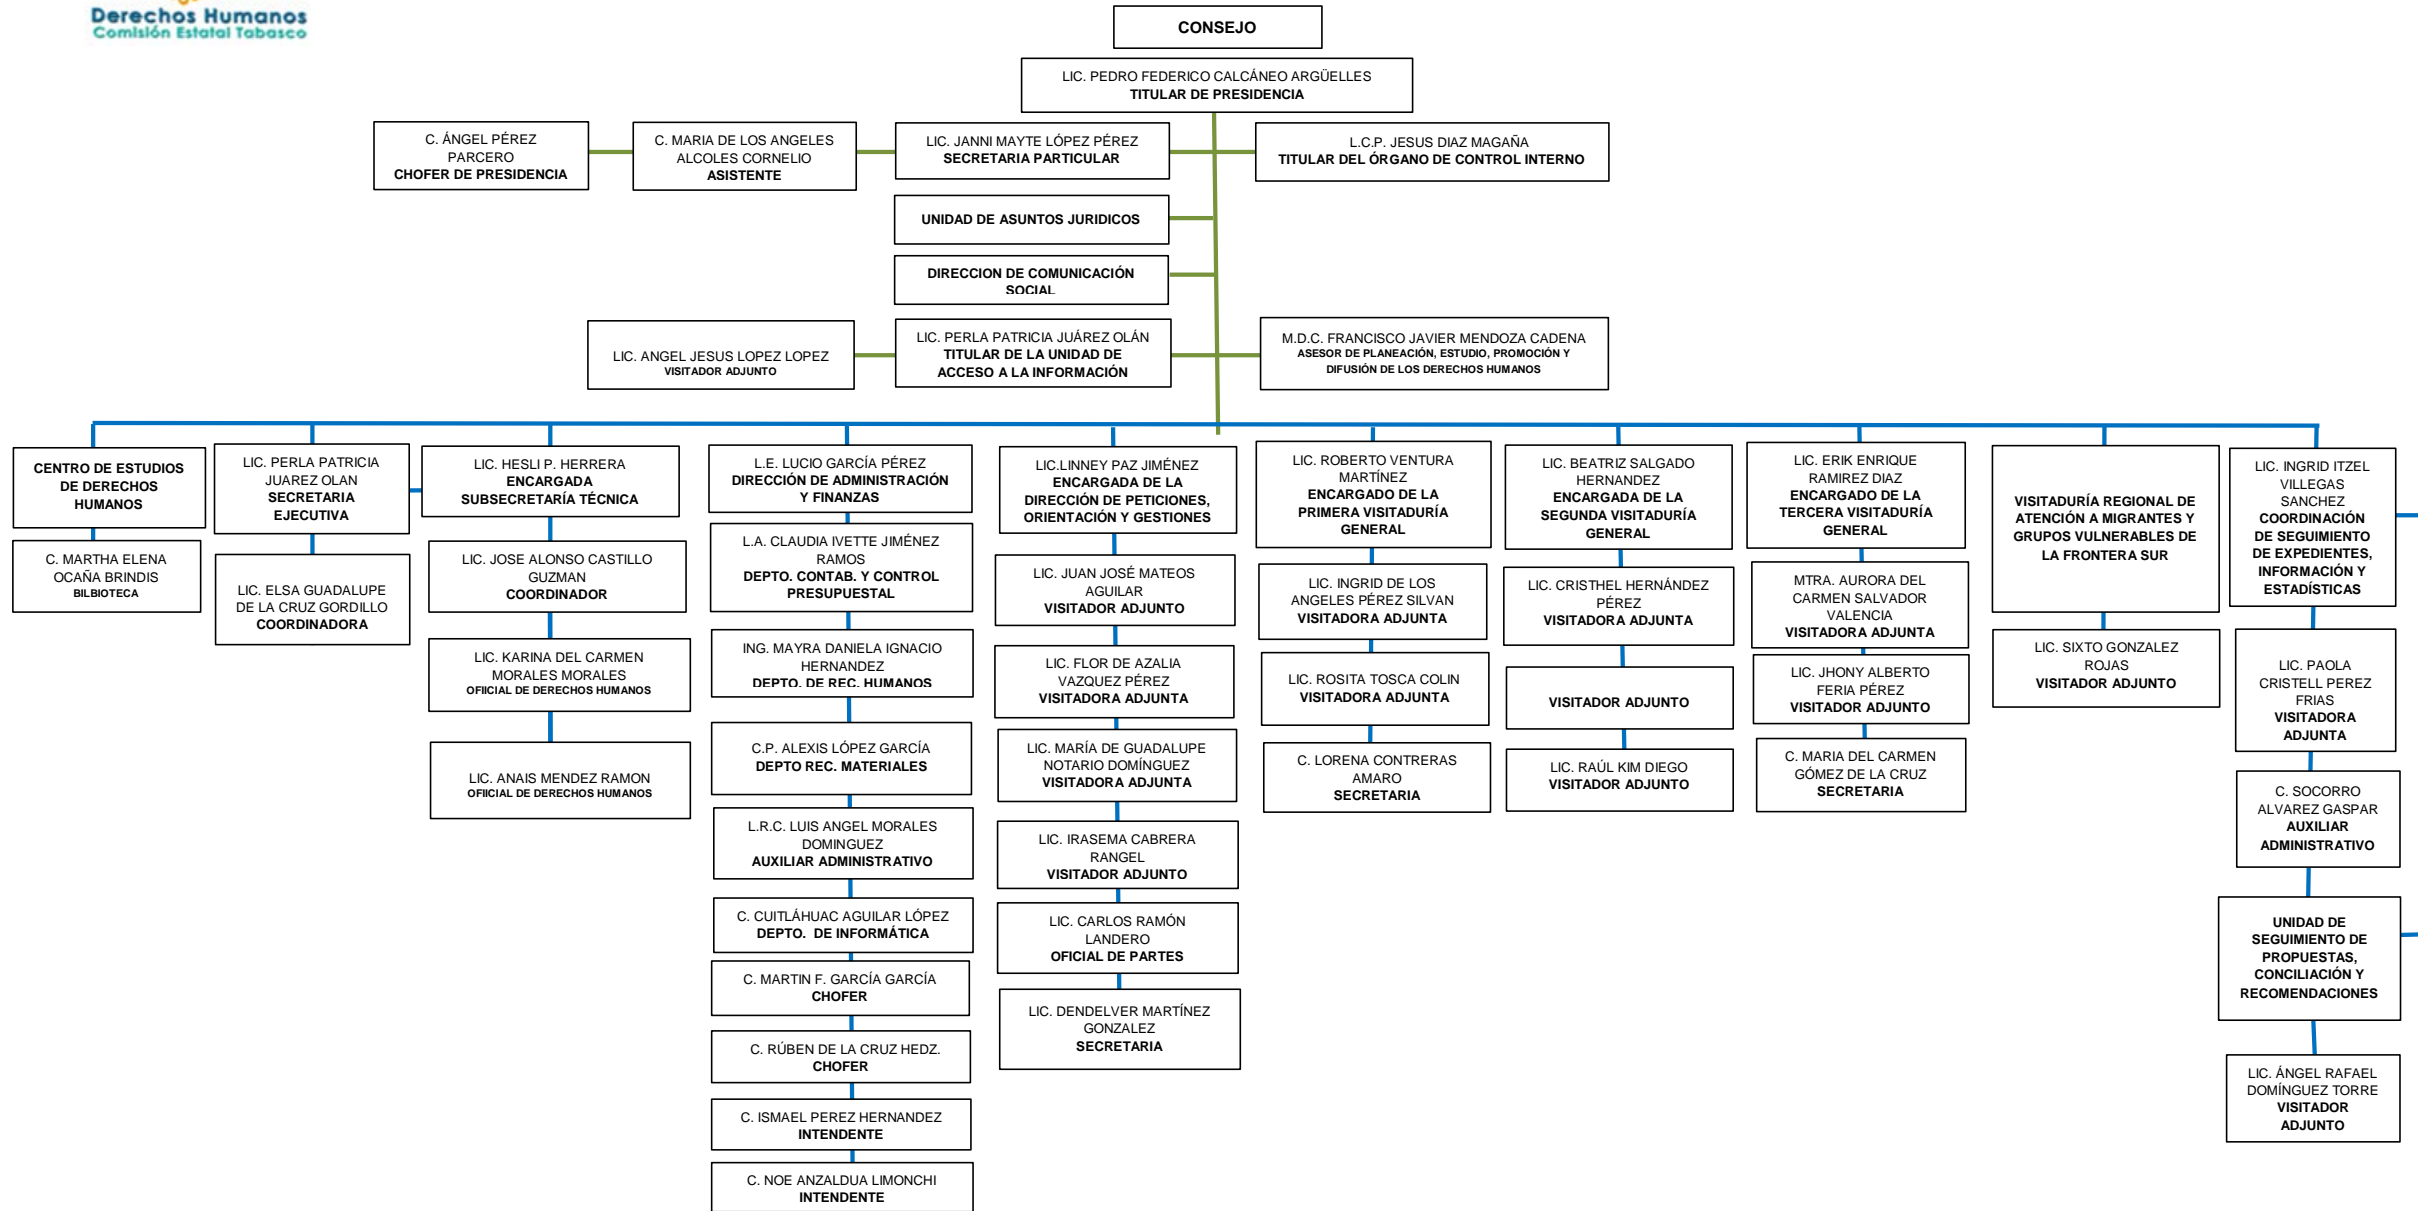 Derechos Humanos
Comisión Estatal Tabasco
CONSEJO
LIC. PEDRO FEDERICO CALCÁNEO ARGÜELLES
TITULAR DE PRESIDENCIA
C. ÁNGEL PÉREZ
PARCERO
CHOFER DE PRESIDENCIA
C. MARIA DE LOS ANGELES
ALCOLES CORNELIO
ASISTENTE
LIC. JANNI MAYTE LÓPEZ PÉREZ
SECRETARIA PARTICULAR
L.C.P. JESUS DIAZ MAGAÑA
TITULAR DEL ÓRGANO DE CONTROL INTERNO
UNIDAD DE ASUNTOS JURIDICOS
DIRECCION DE COMUNICACIÓN
SOCIAL
LIC. ANGEL JESUS LOPEZ LOPEZ
VISITADOR ADJUNTO
LIC. PERLA PATRICIA JUÁREZ OLÁN
TITULAR DE LA UNIDAD DE
ACCESO A LA INFORMACIÓN
M.D.C. FRANCISCO JAVIER MENDOZA CADENA
ASESOR DE PLANEACIÓN, ESTUDIO, PROMOCIÓN Y
DIFUSIÓN DE LOS DERECHOS HUMANOS
CENTRO DE ESTUDIOS
DE DERECHOS
HUMANOS
C. MARTHA ELENA
OCAÑA BRINDIS
BILBIOTECA
LIC. PERLA PATRICIA
JUAREZ OLAN
SECRETARIA
EJECUTIVA
LIC. ELSA GUADALUPE
DE LA CRUZ GORDILLO
COORDINADORA
LIC. HESLI P. HERRERA
ENCARGADA
SUBSECRETARÍA TÉCNICA
LIC. JOSE ALONSO CASTILLO
GUZMAN
COORDINADOR
LIC. KARINA DEL CARMEN
MORALES MORALES
OFIICIAL DE DERECHOS HUMANOS
LIC. ANAIS MENDEZ RAMON
OFIICIAL DE DERECHOS HUMANOS
L.E. LUCIO GARCÍA PÉREZ
DIRECCIÓN DE ADMINISTRACIÓN
Y FINANZAS
L.A. CLAUDIA IVETTE JIMÉNEZ
RAMOS
DEPTO. CONTAB. Y CONTROL
PRESUPUESTAL
ING. MAYRA DANIELA IGNACIO
HERNANDEZ
DEPTO. DE REC. HUMANOS
C.P. ALEXIS LÓPEZ GARCÍA
DEPTO REC. MATERIALES
L.R.C. LUIS ANGEL MORALES
DOMINGUEZ
AUXILIAR ADMINISTRATIVO
C. CUITLÁHUAC AGUILAR LÓPEZ
DEPTO. DE INFORMÁTICA
C. MARTIN F. GARCÍA GARCÍA
CHOFER
C. RÚBEN DE LA CRUZ HEDZ.
CHOFER
C. ISMAEL PEREZ HERNANDEZ
INTENDENTE
C. NOE ANZALDUA LIMONCHI
INTENDENTE
LIC.LINNEY PAZ JIMÉNEZ
ENCARGADA DE LA
DIRECCIÓN DE PETICIONES,
ORIENTACIÓN Y GESTIONES
LIC. JUAN JOSÉ MATEOS
AGUILAR
VISITADOR ADJUNTO
LIC. FLOR DE AZALIA
VAZQUEZ PÉREZ
VISITADORA ADJUNTA
LIC. MARÍA DE GUADALUPE
NOTARIO DOMÍNGUEZ
VISITADORA ADJUNTA
LIC. IRASEMA CABRERA
RANGEL
VISITADOR ADJUNTO
LIC. CARLOS RAMÓN
LANDERO
OFICIAL DE PARTES
LIC. DENDELVER MARTÍNEZ
GONZALEZ
SECRETARIA
LIC. ROBERTO VENTURA
MARTÍNEZ
ENCARGADO DE LA
PRIMERA VISITADURÍA
GENERAL
LIC. INGRID DE LOS
ANGELES PÉREZ SILVAN
VISITADORA ADJUNTA
LIC. ROSITA TOSCA COLIN
VISITADORA ADJUNTA
C. LORENA CONTRERAS
AMARO
SECRETARIA
LIC. BEATRIZ SALGADO
HERNANDEZ
ENCARGADA DE LA
SEGUNDA VISITADURÍA
GENERAL
LIC. CRISTHEL HERNÁNDEZ
PÉREZ
VISITADORA ADJUNTA
VISITADOR ADJUNTO
LIC. RAÚL KIM DIEGO
VISITADOR ADJUNTO
LIC. ERIK ENRIQUE
RAMIREZ DIAZ
ENCARGADO DE LA
TERCERA VISITADURÍA
GENERAL
MTRA. AURORA DEL
CARMEN SALVADOR
VALENCIA
VISITADORA ADJUNTA
LIC. JHONY ALBERTO
FERIA PÉREZ
VISITADOR ADJUNTO
C. MARIA DEL CARMEN
GÓMEZ DE LA CRUZ
SECRETARIA
VISITADURÍA REGIONAL DE
ATENCIÓN A MIGRANTES Y
GRUPOS VULNERABLES DE
LA FRONTERA SUR
LIC. SIXTO GONZALEZ
ROJAS
VISITADOR ADJUNTO
LIC. INGRID ITZEL
VILLEGAS
SANCHEZ
COORDINACIÓN
DE SEGUIMIENTO
DE EXPEDIENTES,
INFORMACIÓN Y
ESTADÍSTICAS
LIC. PAOLA
CRISTELL PEREZ
FRIAS
VISITADORA
ADJUNTA
C. SOCORRO
ALVAREZ GASPAR
AUXILIAR
ADMINISTRATIVO
UNIDAD DE
SEGUIMIENTO DE
PROPUESTAS,
CONCILIACIÓN Y
RECOMENDACIONES
LIC. ÁNGEL RAFAEL
DOMÍNGUEZ TORRE
VISITADOR
ADJUNTO